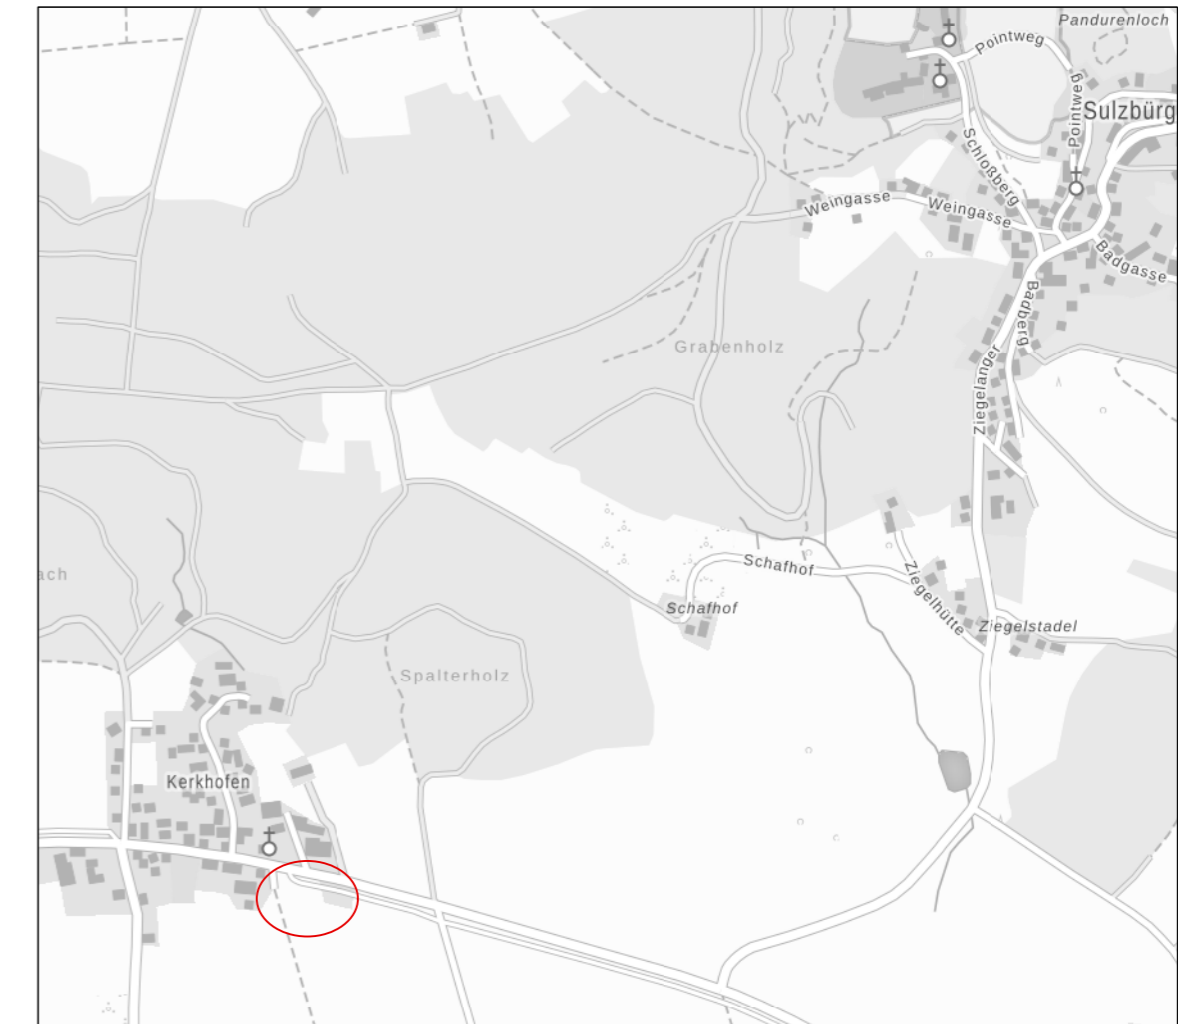 Pandurenloch
Pointweg
Pointweg
Sulzbürg
Schloßberg
Weingasse
Weingasse
Badgasse
Badberg
Grabenholz
Ziegelanger
Schafhof
Ziegelhütte
ach
Schafhof
Ziegelstadel
Spalterholz
Kerkhofen